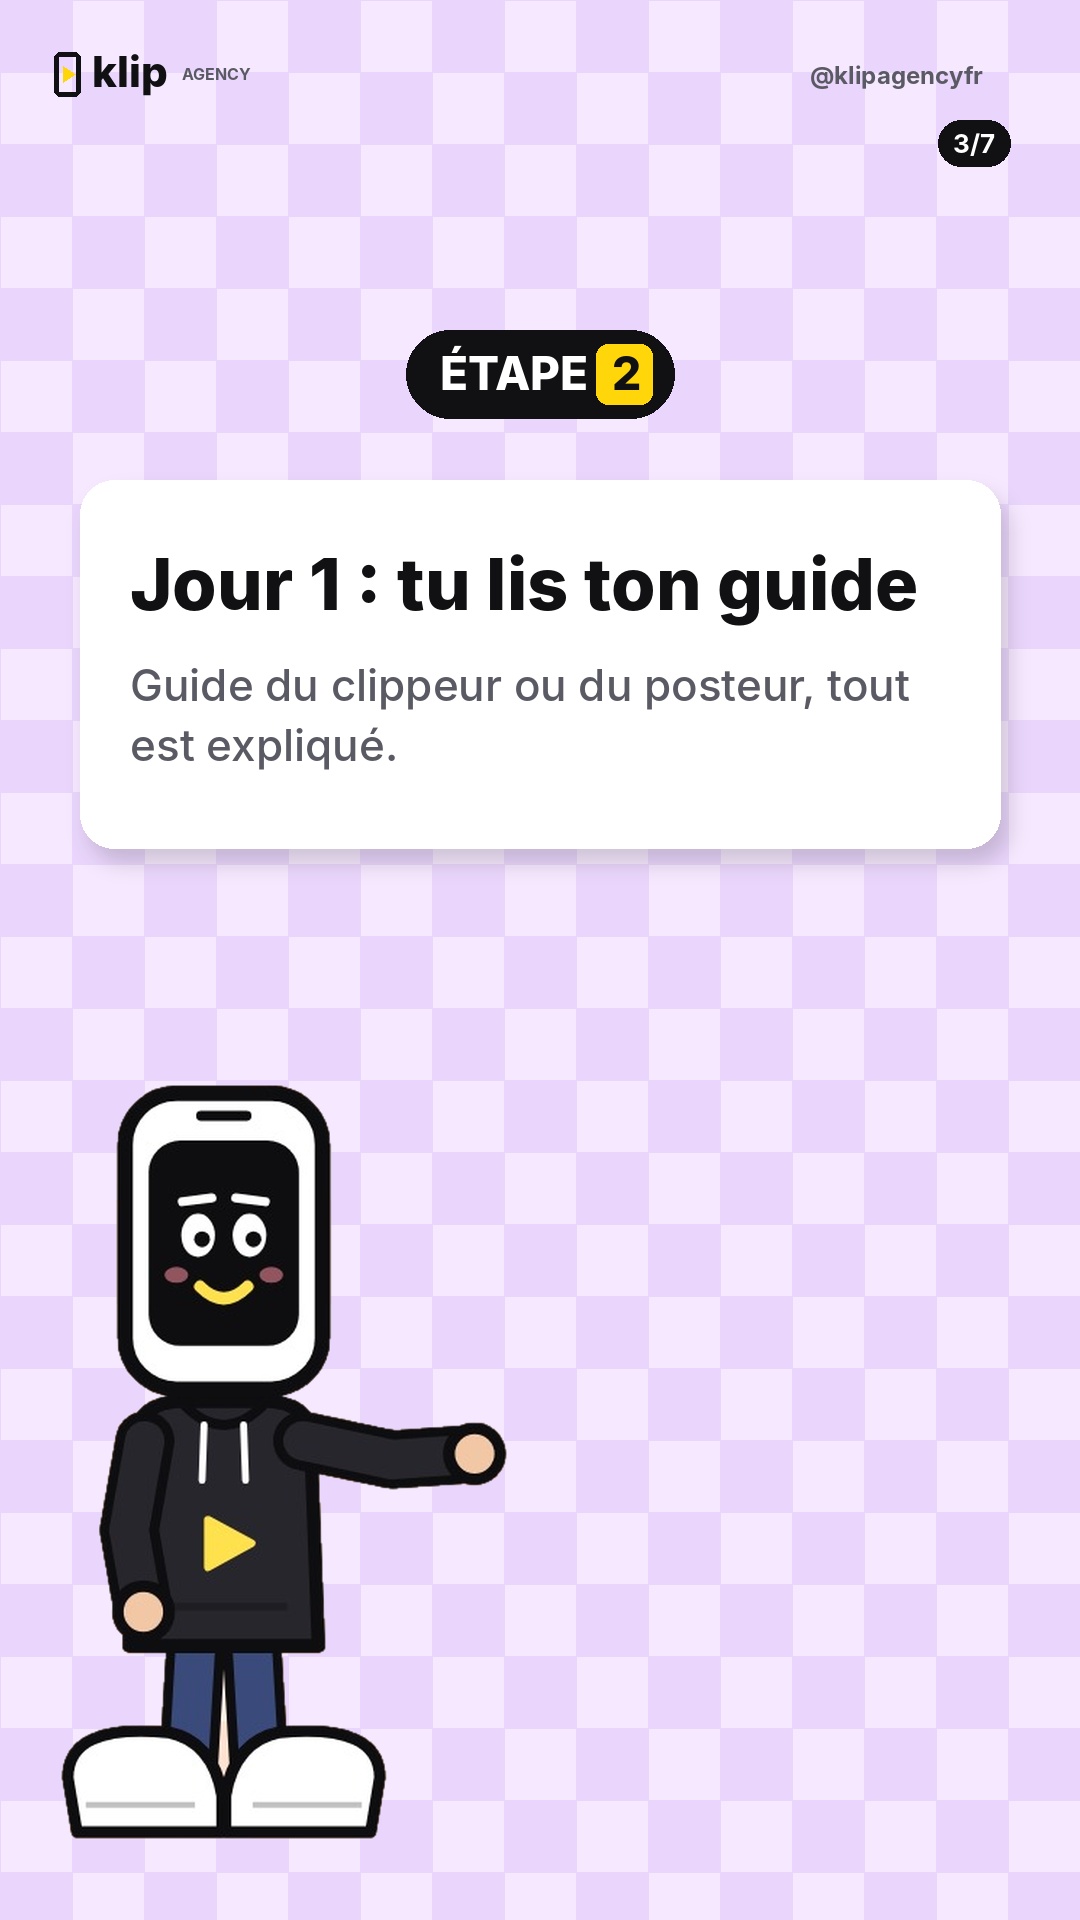 klip AGENCY
@klipagencyfr
3/7
ÉTAPE 2
Jour 1 : tu lis ton guide
Guide du clippeur ou du posteur, tout
est expliqué.